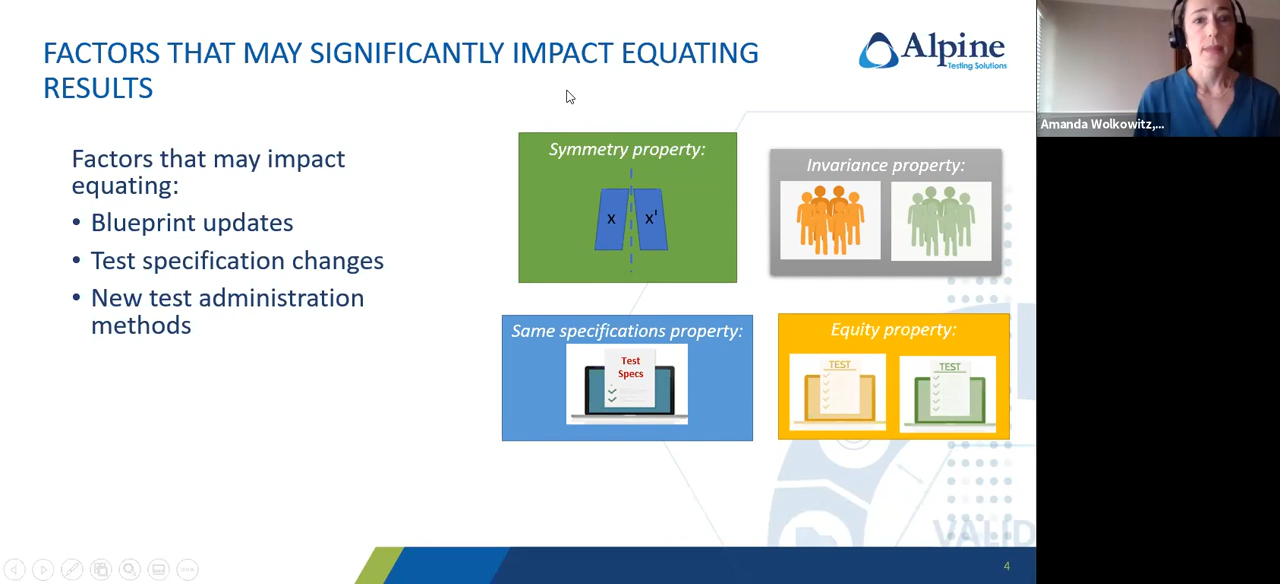 FACTORS THAT MAY SIGNIFICANTLY IMPACT EQUATING
RESULTS
Alpine
Testing Solutions
Amanda Wolkowitz,...
Factors that may impact
equating:
• Blueprint updates
• Test specification changes
• New test administration
methods
Symmetry property:
x x'
Invariance property:
Same specifications property:
Test
Specs
Equity property:
TEST
TEST
VALID
4